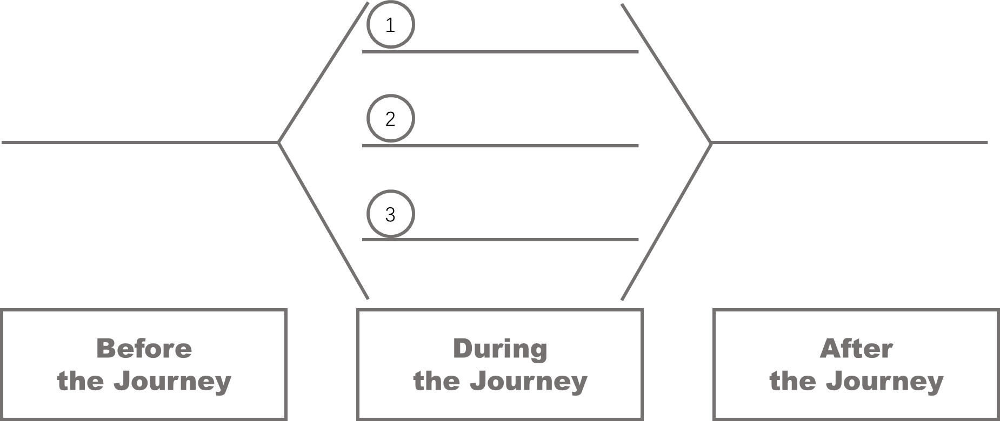 1
2
3
Before
the Journey
During
the Journey
After
the Journey